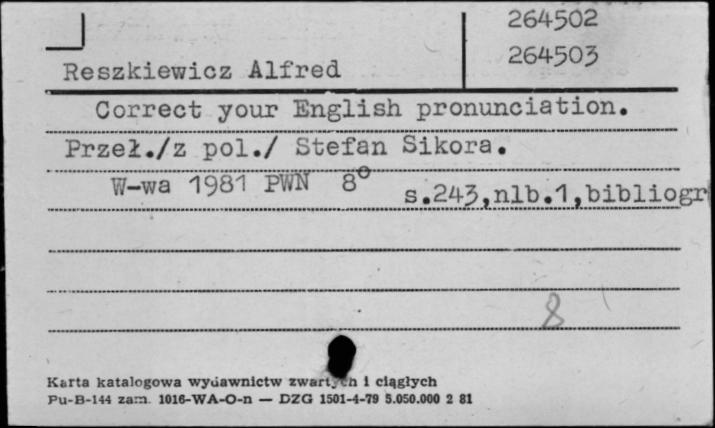 264502
264503
Reszkiewicz Alfred
Correct your English pronunciation.
Przeł./z pol./ Stefan Sikora.
W-wa 1981 PWN 8° s.243,nlb.1,bibliogr
8
Karta katalogowa wydawnictw zwartych i ciągłych
Pu-B-144 zam. 1016-WA-O-n — DZG 1501-4-79 5.050.000 2 81